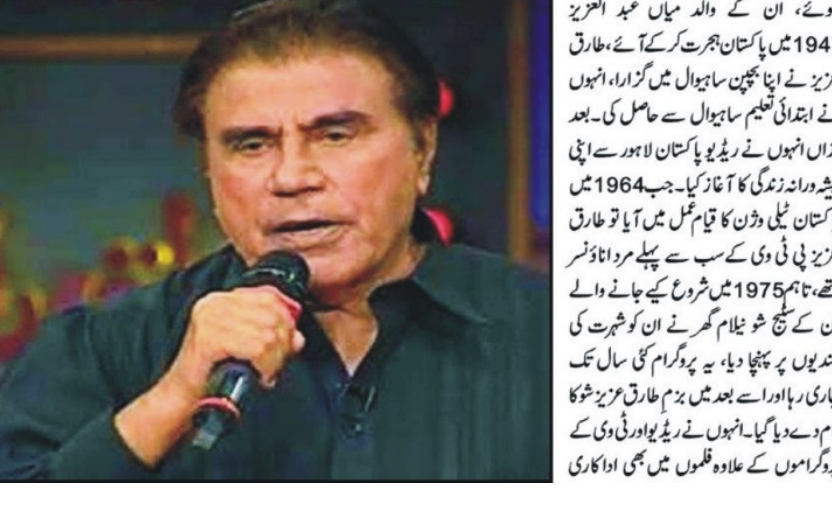 ہوئے، ان کے والد میاں عبد العزیز
194 میں پاکستان ہجرت کرکے آئے، طارق
عزیز نے اپنا بچپن ساہیوال میں گزارا، انہوں
نے ابتدائی تعلیم ساہیوال سے حاصل کی۔ بعد
ازاں انہوں نے ریڈیو پاکستان لاہور سے اپنی
پیشہ ورانہ زندگی کا آغاز کیا۔ جب 1964 میں
پاکستان ٹیلی وژن کا قیام عمل میں آیا تو طارق
عزیز پی ٹی وی کے سب سے پہلے مرد اناؤنسر
تھے، تاہم 1975 میں شروع کیے جانے والے
ان کے سٹیج شو نیلام گھر نے ان کو شہرت کی
بلندیوں پر پہنچا دیا، یہ پروگرام کئی سال تک
جاری رہا اور اسے بعد میں بزم طارق عزیز شو کا
نام دے دیا گیا۔ انہوں نے ریڈیو اور ٹی وی کے
پروگراموں کے علاوہ فلموں میں بھی اداکاری